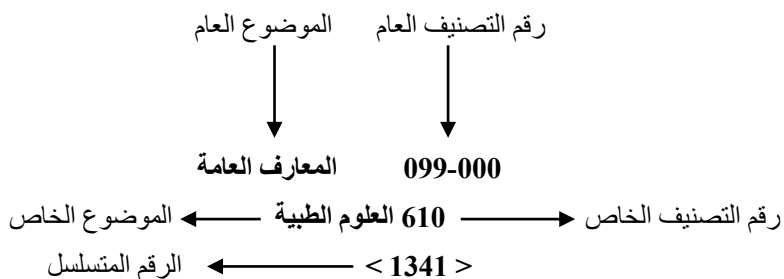 رقم التصنيف العام الموضوع العام
099-000 المعارف العامة
رقم التصنيف الخاص 610 العلوم الطبية الموضوع الخاص
< 1341 > الرقم المتسلسل